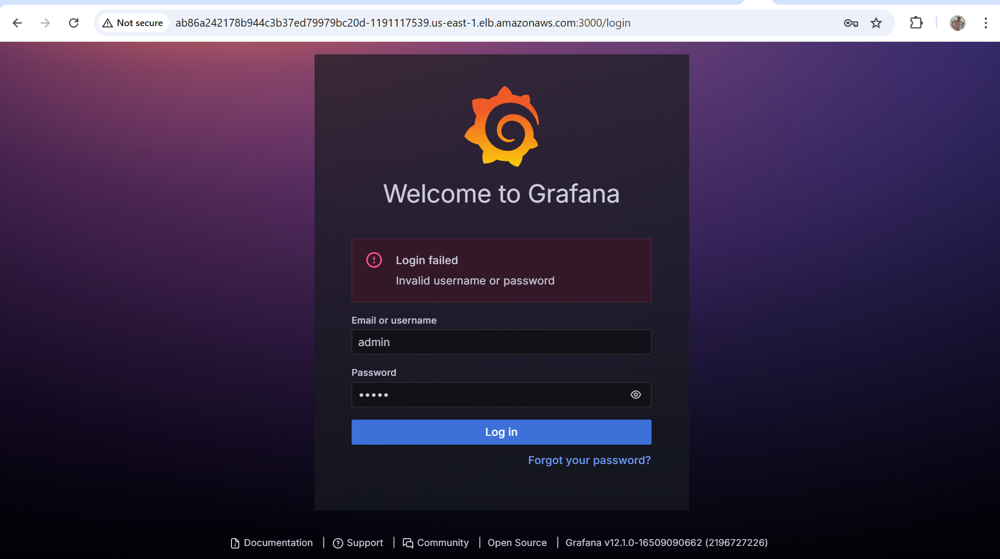 Not secure
ab86a242178b944c3b37ed79979bc20d-1191117539.us-east-1.elb.amazonaws.com:3000/login
Welcome to Grafana
Login failed
Invalid username or password
Email or username
admin
Password
•••••
Log in
Forgot your password?
Documentation | Support | Community | Open Source | Grafana v12.1.0-16509090662 (2196727226)